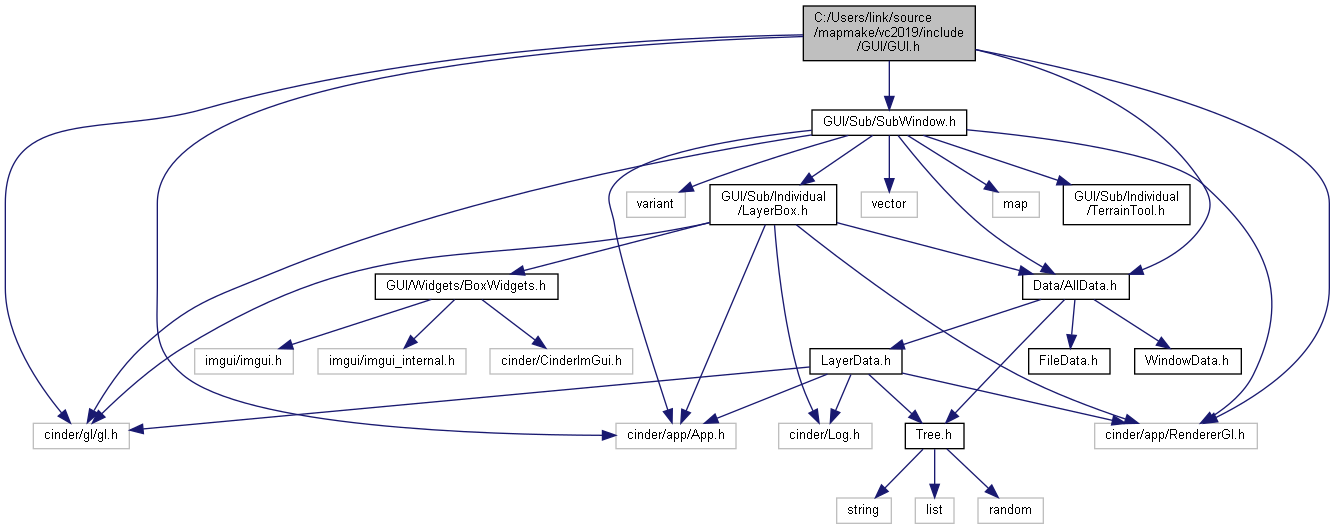 C:/Users/link/source
/mapmake/vc2019/include
/GUI/GUI.h
GUI/Sub/SubWindow.h
variant
GUI/Sub/Individual
/LayerBox.h
vector
map
GUI/Sub/Individual
/TerrainTool.h
GUI/Widgets/BoxWidgets.h
Data/AllData.h
imgui/imgui.h
imgui/imgui_internal.h
cinder/CinderImGui.h
LayerData.h
FileData.h
WindowData.h
cinder/gl/gl.h
cinder/app/App.h
cinder/Log.h
Tree.h
cinder/app/RendererGl.h
string
list
random